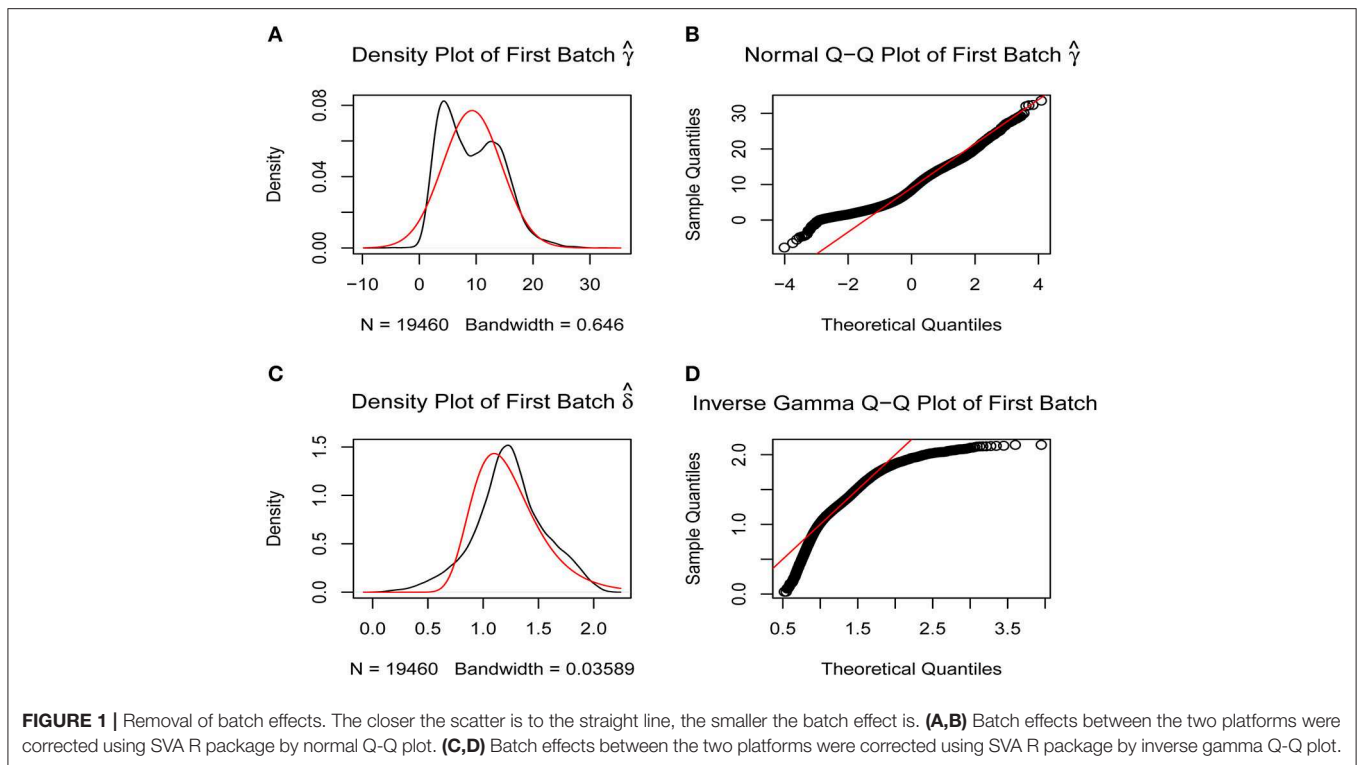 A
Density Plot of First Batch γ̂
Density
0.00 0.04 0.08
−10 0 10 20 30
N = 19460 Bandwidth = 0.646
B
Normal Q−Q Plot of First Batch γ̂
Sample Quantiles
0 10 20 30
−4 −2 0 2 4
Theoretical Quantiles
C
Density Plot of First Batch δ̂
Density
0.0 0.5 1.0 1.5
0.0 0.5 1.0 1.5 2.0
N = 19460 Bandwidth = 0.03589
D
Inverse Gamma Q−Q Plot of First Batch
Sample Quantiles
0.0 1.0 2.0
0.5 1.5 2.5 3.5
Theoretical Quantiles
FIGURE 1 | Removal of batch effects. The closer the scatter is to the straight line, the smaller the batch effect is. (A,B) Batch effects between the two platforms were
corrected using SVA R package by normal Q-Q plot. (C,D) Batch effects between the two platforms were corrected using SVA R package by inverse gamma Q-Q plot.